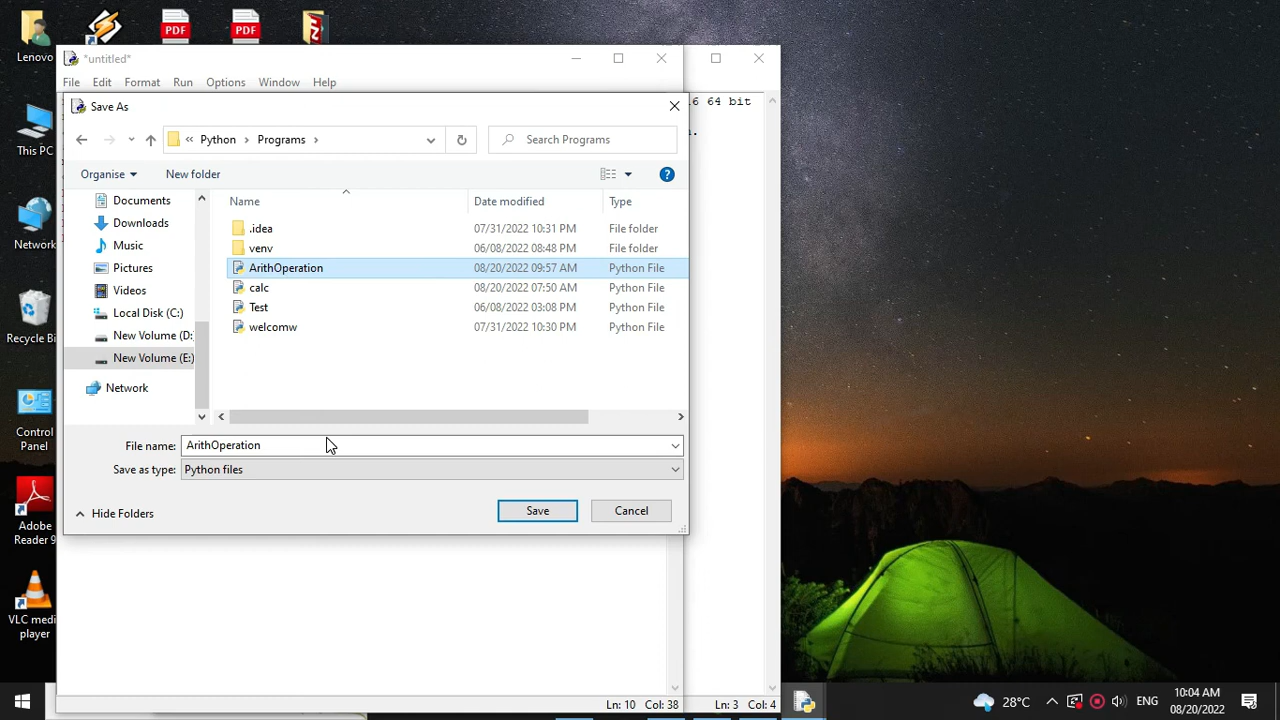 Lenovo
PDF
PDF
This PC
Network
Recycle Bi
Control
Panel
Adobe
Reader 9
VLC media
player
*untitled*
File Edit Format Run Options Window Help
6 64 bit
Save As
« Python > Programs >
Search Programs
Organise
New folder
Documents
Downloads
Music
Pictures
Videos
Local Disk (C:)
New Volume (D:
New Volume (E:)
Network
Name Date modified Type
.idea 07/31/2022 10:31 PM File folder
venv 06/08/2022 08:48 PM File folder
ArithOperation 08/20/2022 09:57 AM Python File
calc 08/20/2022 07:50 AM Python File
Test 06/08/2022 03:08 PM Python File
welcomw 07/31/2022 10:30 PM Python File
File name: ArithOperation
Save as type: Python files
Hide Folders
Save
Cancel
Ln: 10 Col: 38
Ln: 3 Col: 4
28°C
ENG
10:04 AM
08/20/2022